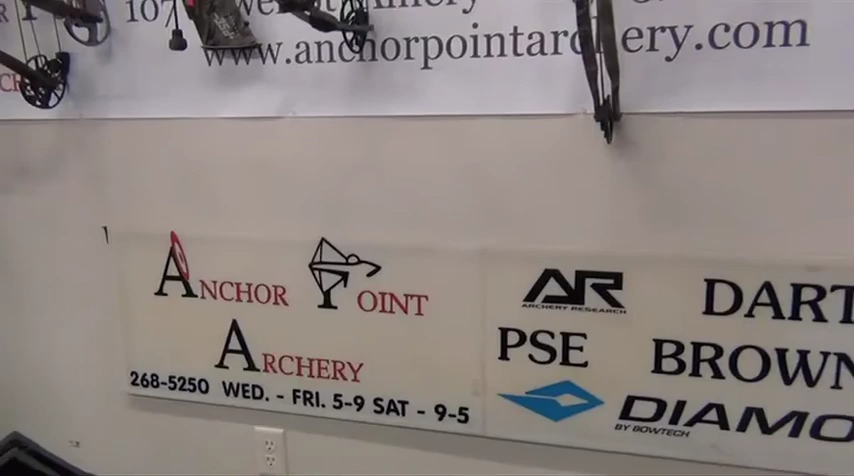 107
www.anchorpointarchery.com
ANCHOR POINT
ARCHERY
268-5250 WED. - FRI. 5-9 SAT - 9-5
AR
ARCHERY RESEARCH
DART
PSE
BROWN
DIAMO
BY BOWTECH